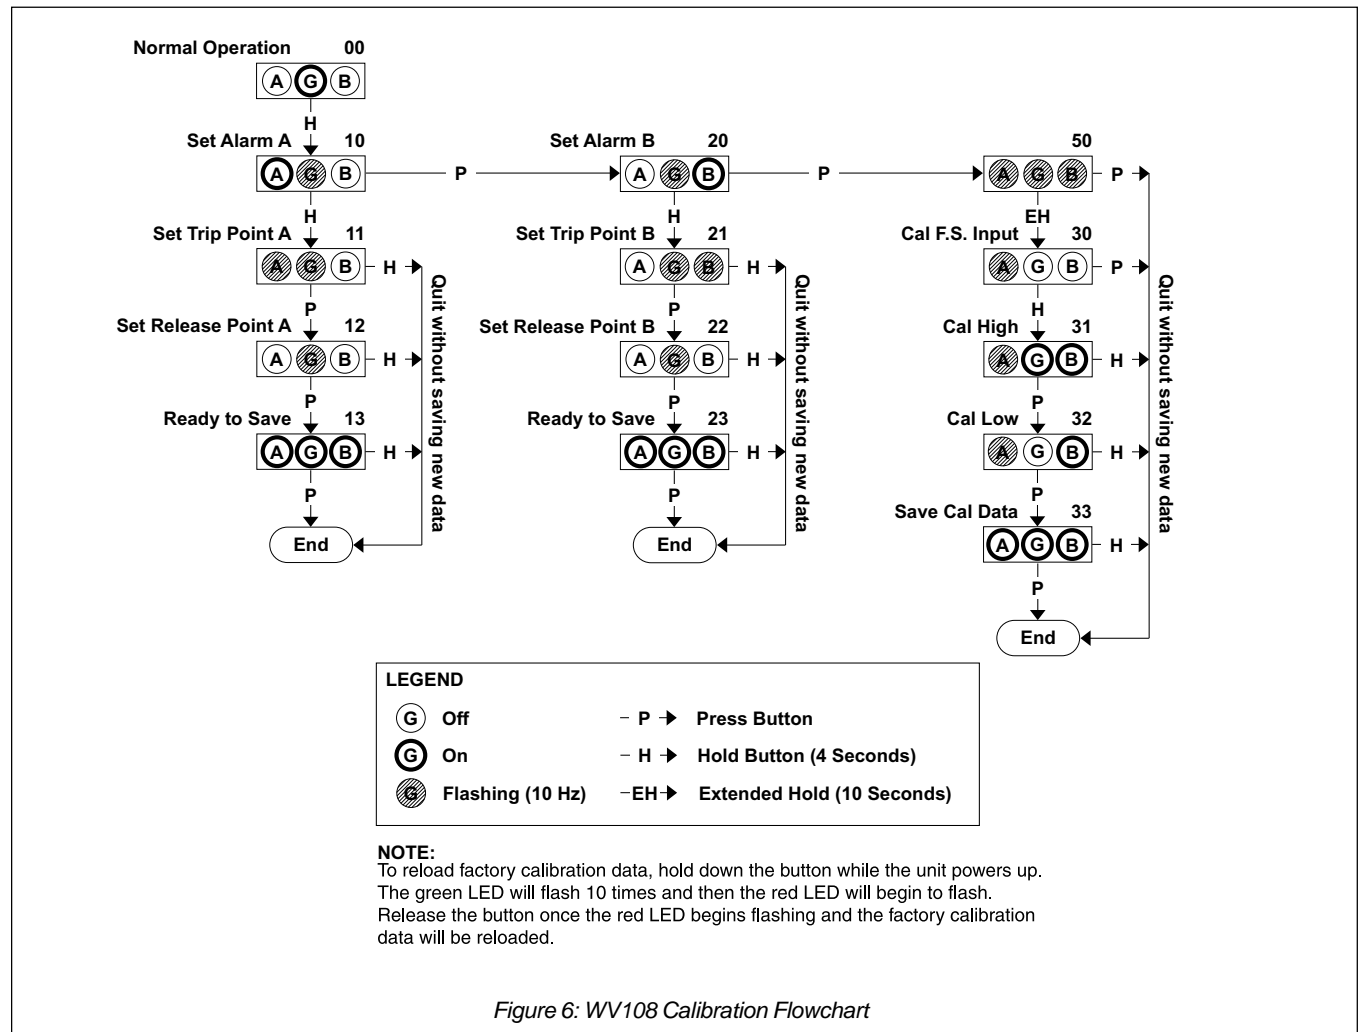 Normal Operation 00
A G B
H
Set Alarm A 10
A G B
P
Set Alarm B 20
A G B
P
50
A G B
P
H
H
EH
Set Trip Point A 11
A G B
H
Set Trip Point B 21
A G B
H
Cal F.S. Input 30
A G B
P
P
P
H
Set Release Point A 12
A G B
H
Set Release Point B 22
A G B
H
Cal High 31
A G B
H
P
P
P
Ready to Save 13
A G B
H
Ready to Save 23
A G B
H
Cal Low 32
A G B
H
P
P
P
Quit without saving new data
Quit without saving new data
Quit without saving new data
End
End
Save Cal Data 33
A G B
H
P
End
LEGEND
G Off
P Press Button
G On
H Hold Button (4 Seconds)
G Flashing (10 Hz)
EH Extended Hold (10 Seconds)
NOTE:
To reload factory calibration data, hold down the button while the unit powers up.
The green LED will flash 10 times and then the red LED will begin to flash.
Release the button once the red LED begins flashing and the factory calibration
data will be reloaded.
Figure 6: WV108 Calibration Flowchart